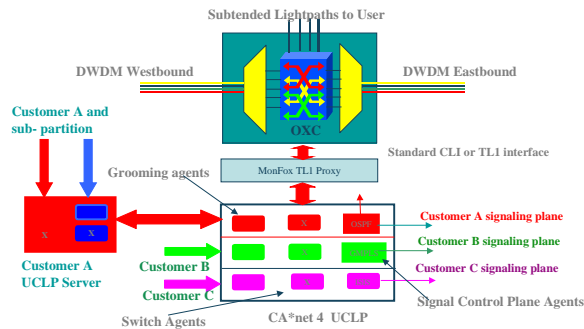 Subtended Lightpaths to User
DWDM Westbound
DWDM Eastbound
OXC
Customer A and
sub- partition
Standard CLI or TL1 interface
MonFox TL1 Proxy
Grooming agents
X
X
X
OSPF
Customer A signaling plane
Customer B signaling plane
Customer C signaling plane
X
X
Customer A
UCLP Server
Customer B
Customer C
Switch Agents
Signal Control Plane Agents
CA*net 4 UCLP